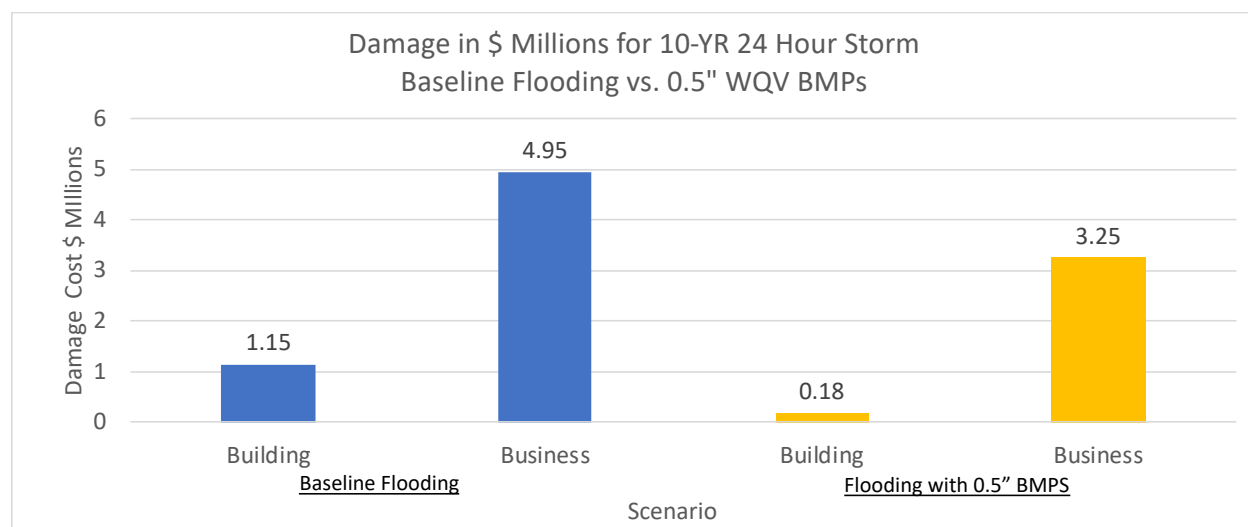 Damage in $ Millions for 10-YR 24 Hour Storm
Baseline Flooding vs. 0.5" WQV BMPs
Damage Cost $ MIllions
6
5
4
3
2
1
0
1.15
4.95
0.18
3.25
Building
Business
Building
Business
Baseline Flooding
Flooding with 0.5” BMPS
Scenario